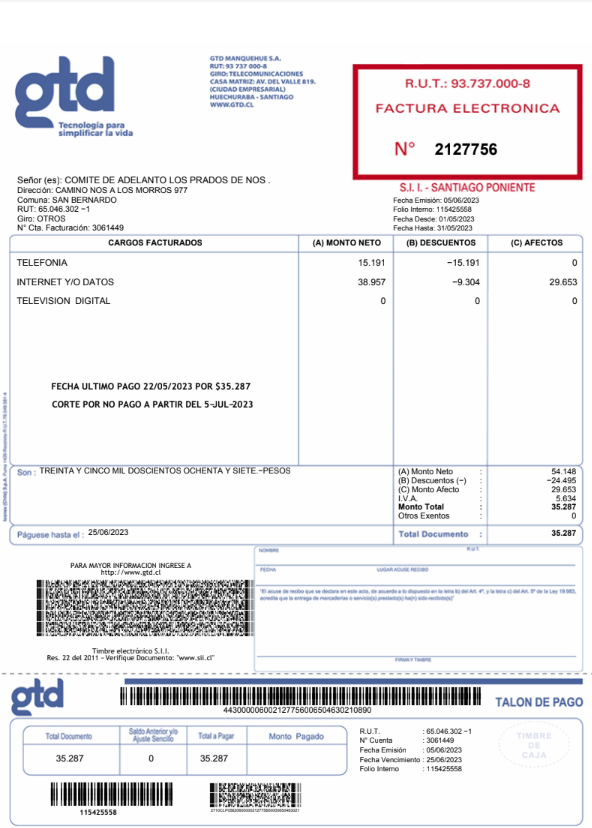 gtd
Tecnología para
simplificar la vida
GTD MANQUEHUE S.A.
RUT: 93 737 000-8
GIRO: TELECOMUNICACIONES
CASA MATRIZ: AV. DEL VALLE 819.
(CIUDAD EMPRESARIAL)
HUECHURABA - SANTIAGO
WWW.GTD.CL
R.U.T.: 93.737.000-8
FACTURA ELECTRONICA
N° 2127756
S.I.I. - SANTIAGO PONIENTE
Señor (es): COMITE DE ADELANTO LOS PRADOS DE NOS .
Dirección: CAMINO NOS A LOS MORROS 977
Comuna: SAN BERNARDO
RUT: 65.046.302 −1
Giro: OTROS
N° Cta. Facturación: 3061449
Fecha Emisión: 05/06/2023
Folio Interno: 115425558
Fecha Desde: 01/05/2023
Fecha Hasta: 31/05/2023
CARGOS FACTURADOS (A) MONTO NETO (B) DESCUENTOS (C) AFECTOS
TELEFONIA 15.191 −15.191 0
INTERNET Y/O DATOS 38.957 −9.304 29.653
TELEVISION DIGITAL 0 0 0
FECHA ULTIMO PAGO 22/05/2023 POR $35.287
CORTE POR NO PAGO A PARTIR DEL 5-JUL-2023
Son : TREINTA Y CINCO MIL DOSCIENTOS OCHENTA Y SIETE.−PESOS
(A) Monto Neto : 54.148
(B) Descuentos (−) : −24.495
(C) Monto Afecto : 29.653
I.V.A. : 5.634
Monto Total : 35.287
Otros Exentos : 0
Páguese hasta el : 25/06/2023
Total Documento : 35.287
PARA MAYOR INFORMACION INGRESE A
http://www.gtd.cl
Timbre electrónico S.I.I.
Res. 22 del 2011 – Verifique Documento: "www.sii.cl"
NOMBRE R.U.T.
FECHA LUGAR ACUSE RECIBO
"El acuse de recibo que se declara en este acto, de acuerdo a lo dispuesto en la letra b) del Art. 4°, y la letra c) del Art. 5° de la Ley 19.983,
acredita que la entrega de mercaderías o servicio(s) prestado(s) ha(n) sido recibido(s)"
FIRMA Y TIMBRE
gtd
44300000600212775600650463021​0890
TALON DE PAGO
Total Documento Saldo Anterior y/o Ajuste Sencillo Total a Pagar Monto Pagado
35.287 0 35.287
R.U.T. : 65.046.302 −1
N° Cuenta : 3061449
Fecha Emisión : 05/06/2023
Fecha Vencimiento : 25/06/2023
Folio Interno : 115425558
TIMBRE
DE
CAJA
115425558